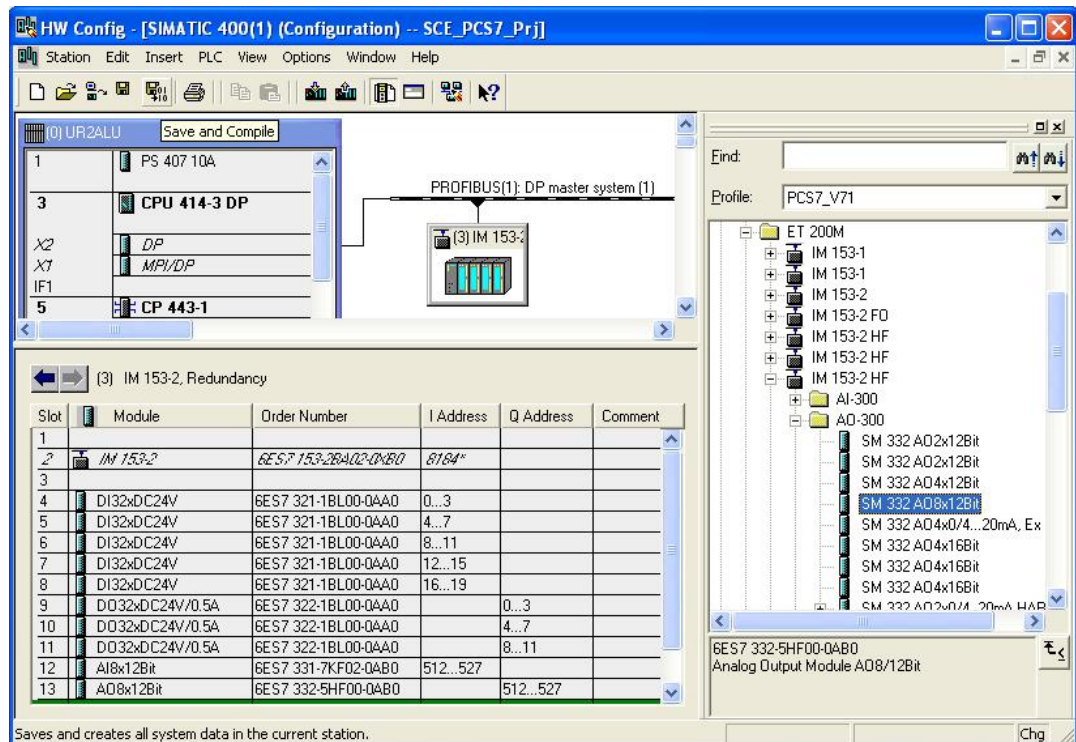 HW Config - [SIMATIC 400(1) (Configuration) -- SCE_PCS7_Prj]
Station Edit Insert PLC View Options Window Help
(0) UR2ALU
Save and Compile
1 PS 407 10A
3 CPU 414-3 DP
X2 DP
X1 MPI/DP
IF1
5 CP 443-1
PROFIBUS(1): DP master system (1)
(3) IM 153-2
(3) IM 153-2, Redundancy
Slot Module Order Number I Address Q Address Comment
1
2 IM 153-2 6ES7 153-2BA02-0XB0 8184*
3
4 DI32xDC24V 6ES7 321-1BL00-0AA0 0...3
5 DI32xDC24V 6ES7 321-1BL00-0AA0 4...7
6 DI32xDC24V 6ES7 321-1BL00-0AA0 8...11
7 DI32xDC24V 6ES7 321-1BL00-0AA0 12...15
8 DI32xDC24V 6ES7 321-1BL00-0AA0 16...19
9 DO32xDC24V/0.5A 6ES7 322-1BL00-0AA0 0...3
10 DO32xDC24V/0.5A 6ES7 322-1BL00-0AA0 4...7
11 DO32xDC24V/0.5A 6ES7 322-1BL00-0AA0 8...11
12 AI8x12Bit 6ES7 331-7KF02-0AB0 512...527
13 AO8x12Bit 6ES7 332-5HF00-0AB0 512...527
Find:
Profile: PCS7_V71
ET 200M
IM 153-1
IM 153-1
IM 153-2
IM 153-2 FO
IM 153-2 HF
IM 153-2 HF
IM 153-2 HF
AI-300
AO-300
SM 332 AO2x12Bit
SM 332 AO2x12Bit
SM 332 AO4x12Bit
SM 332 AO8x12Bit
SM 332 AO4x0/4...20mA, Ex
SM 332 AO4x16Bit
SM 332 AO4x16Bit
SM 332 AO4x16Bit
SM 332 AO2x0/4...20mA HAR
6ES7 332-5HF00-0AB0
Analog Output Module AO8/12Bit
Saves and creates all system data in the current station.
Chg